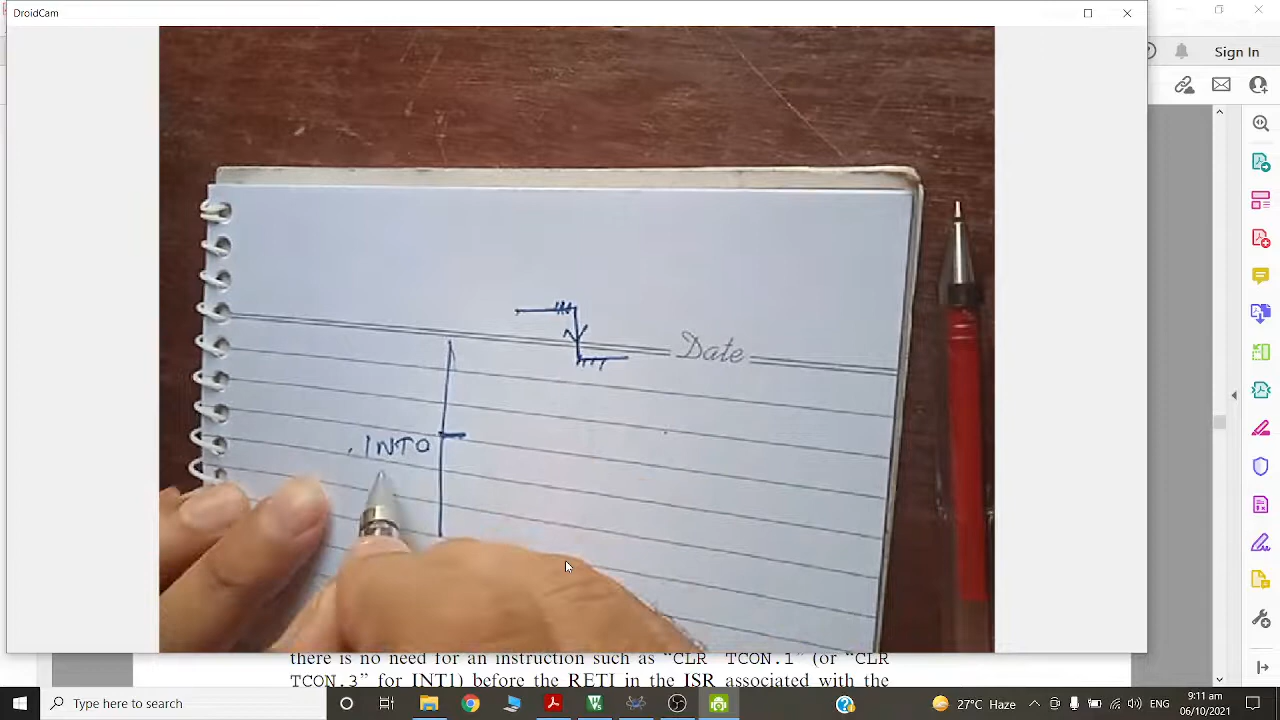 DroidCam
Sign In
Date
INTO
there is no need for an instruction such as “CLR TCON.1” (or “CLR
TCON.3” for INT1) before the RETI in the ISR associated with the
Type here to search
27°C Haze
9:11 am
06/10/2021